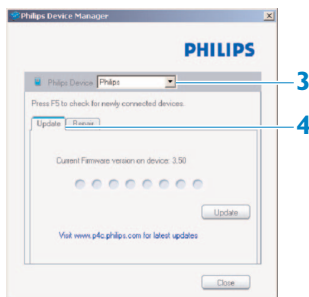 Philips Device Manager
PHILIPS
Philips Device Philips
3
Press F5 to check for newly connected devices.
Update Repair
4
Current Firmware version on device: 3.50
Update
Visit www.p4c.philips.com for latest updates
Close